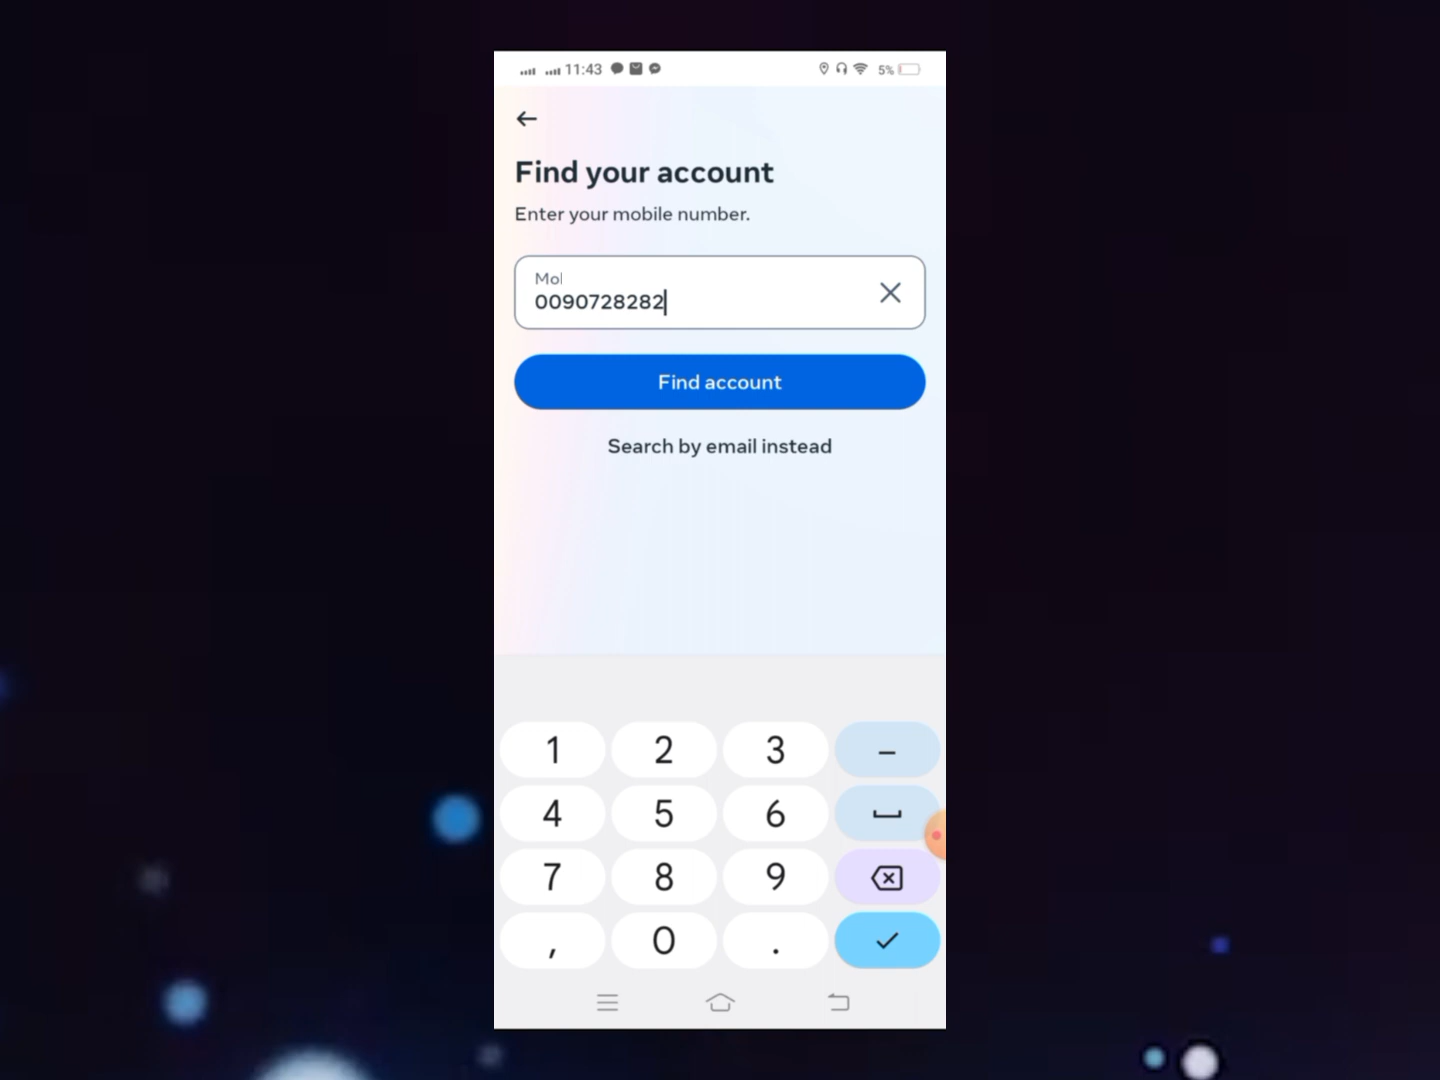 11:43 5%
Find your account
Enter your mobile number.
Mol
0090728282
Find account
Search by email instead
1 2 3 –
4 5 6
7 8 9
, 0 .